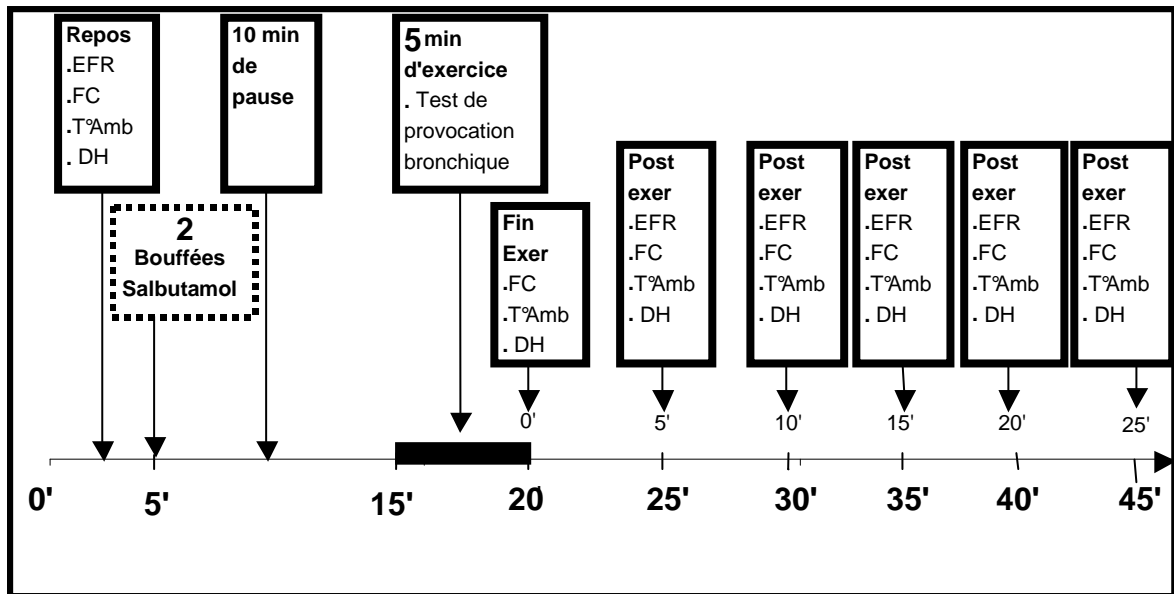 Repos
.EFR
.FC
.T°Amb
. DH
2
Bouffées
Salbutamol
10 min
de
pause
5 min
d'exercice
. Test de
provocation
bronchique
Fin
Exer
.FC
.T°Amb
. DH
Post
exer
.EFR
.FC
.T°Amb
. DH
Post
exer
.EFR
.FC
.T°Amb
. DH
Post
exer
.EFR
.FC
.T°Amb
. DH
Post
exer
.EFR
.FC
.T°Amb
. DH
Post
exer
.EFR
.FC
.T°Amb
. DH
0' 5' 10' 15' 20' 25'
0' 5' 15' 20' 25' 30' 35' 40' 45'